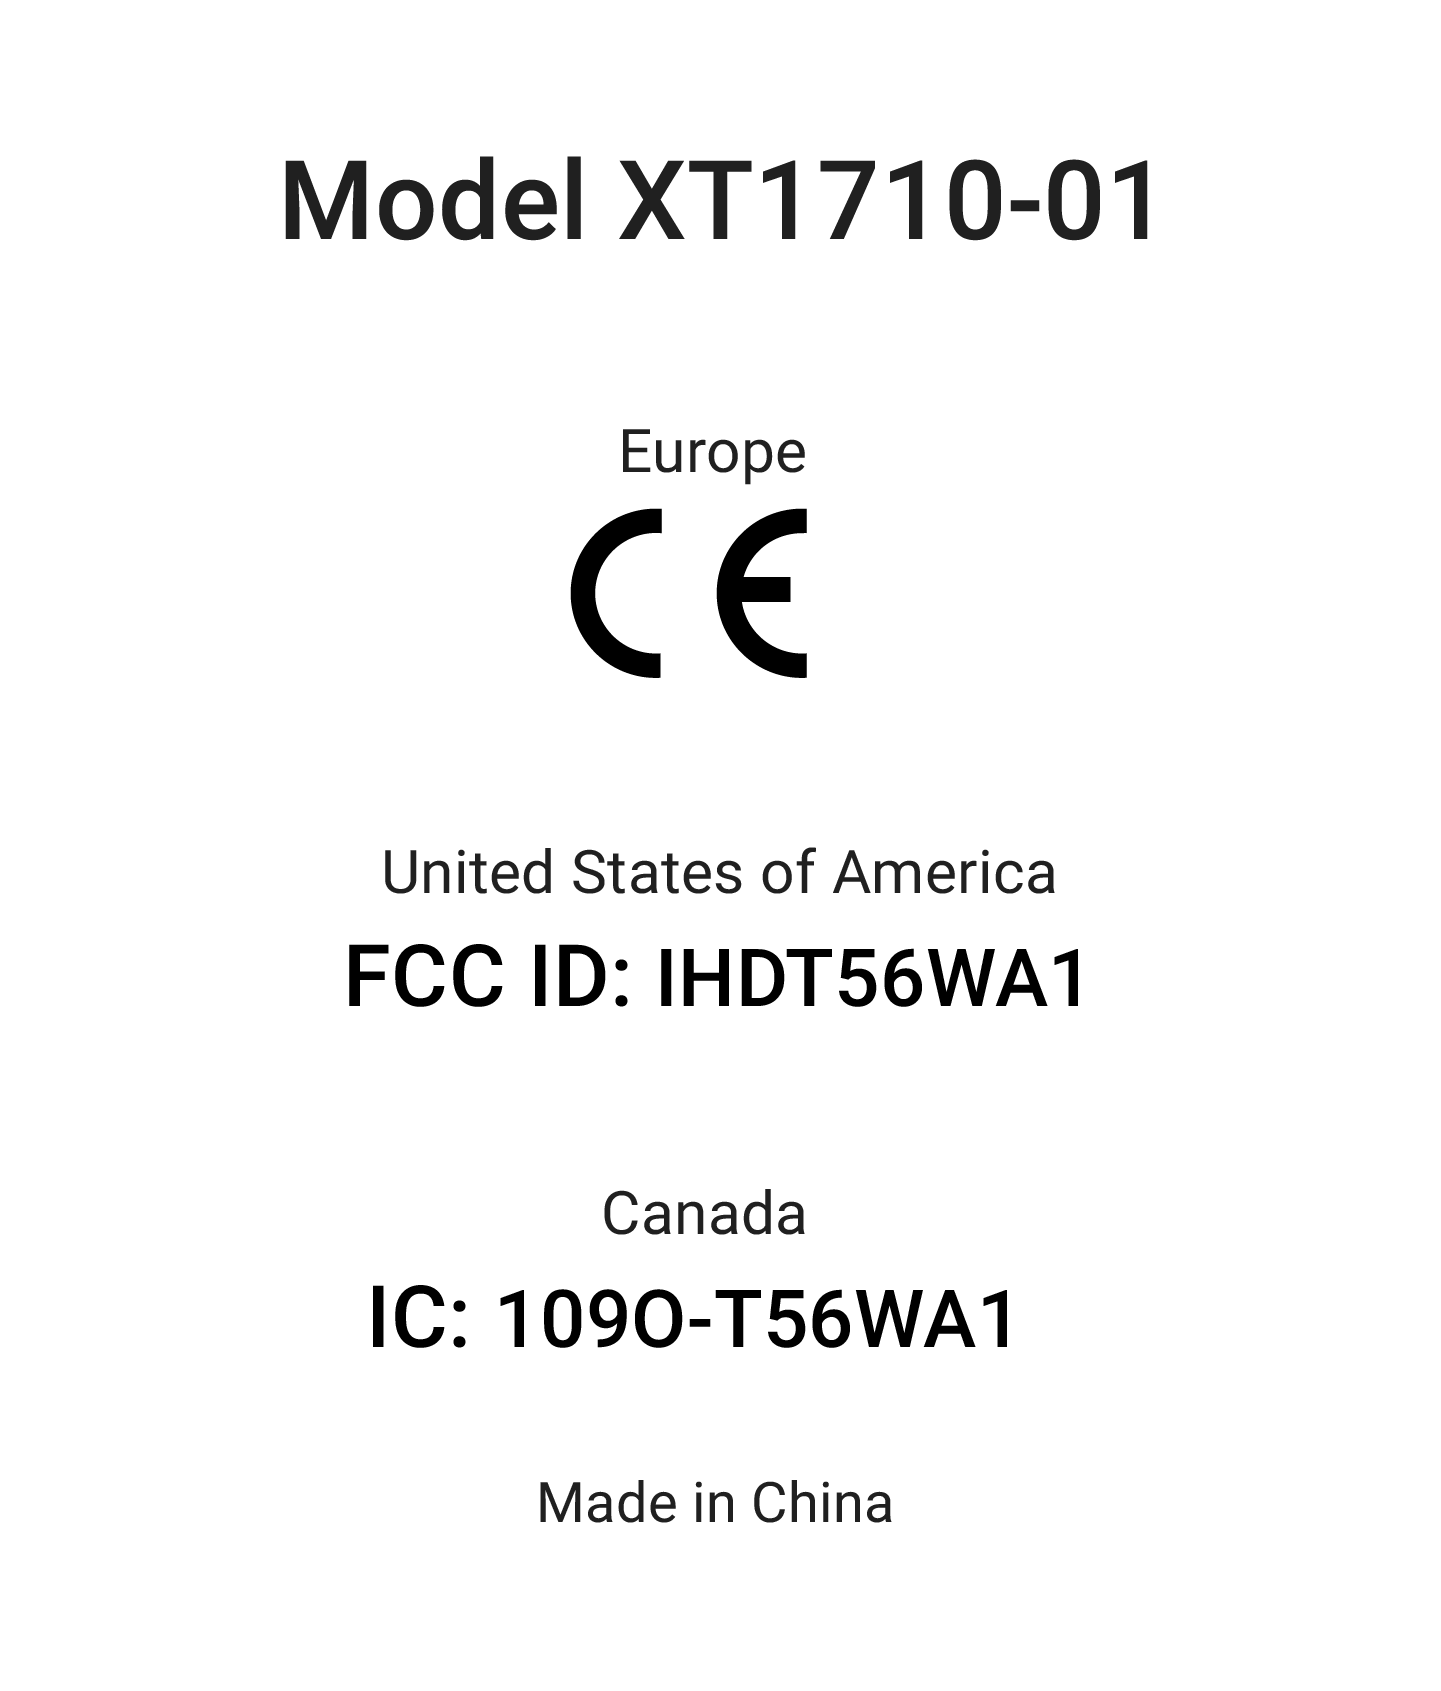 Model XT1710-01
Europe
CE
United States of America
FCC ID: IHDT56WA1
Canada
IC: 109O-T56WA1
Made in China